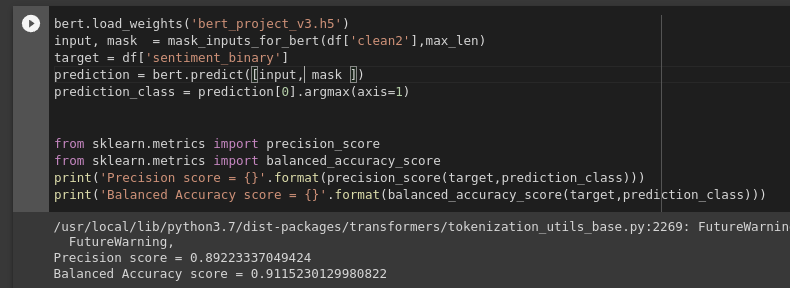 bert.load_weights('bert_project_v3.h5')
input, mask  = mask_inputs_for_bert(df['clean2'],max_len)
target = df['sentiment_binary']
prediction = bert.predict([input, mask ])
prediction_class = prediction[0].argmax(axis=1)
from sklearn.metrics import precision_score
from sklearn.metrics import balanced_accuracy_score
print('Precision score = {}'.format(precision_score(target,prediction_class)))
print('Balanced Accuracy score = {}'.format(balanced_accuracy_score(target,prediction_class)))
/usr/local/lib/python3.7/dist-packages/transformers/tokenization_utils_base.py:2269: FutureWarnin
FutureWarning,
Precision score = 0.89223337049424
Balanced Accuracy score = 0.9115230129980822